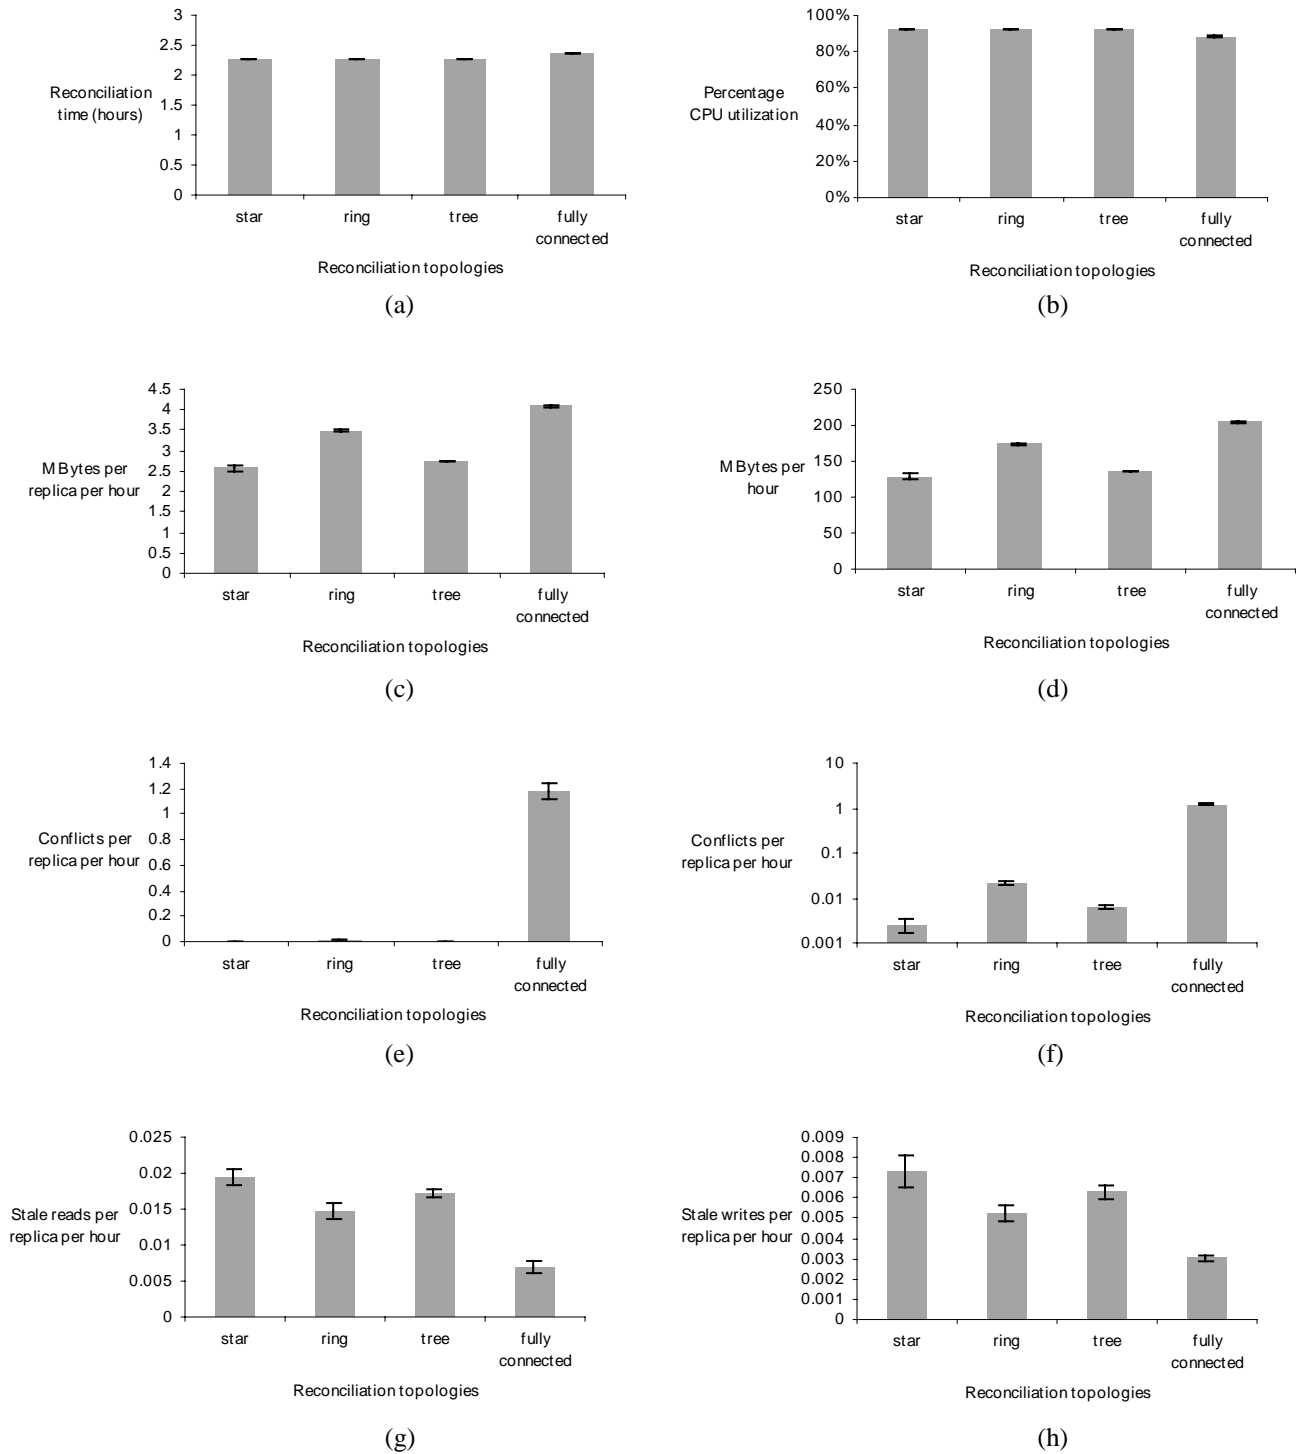 3
2.5
2
1.5
1
0.5
0
Reconciliation
time (hours)
star ring tree fully
connected
Reconciliation topologies
(a)
100%
80%
60%
40%
20%
0%
Percentage
CPU utilization
star ring tree fully
connected
Reconciliation topologies
(b)
4.5
4
3.5
3
2.5
2
1.5
1
0.5
0
MBytes per
replica per hour
star ring tree fully
connected
Reconciliation topologies
(c)
250
200
150
100
50
0
MBytes per
hour
star ring tree fully
connected
Reconciliation topologies
(d)
1.4
1.2
1
0.8
0.6
0.4
0.2
0
Conflicts per
replica per hour
star ring tree fully
connected
Reconciliation topologies
(e)
10
1
0.1
0.01
0.001
Conflicts per
replica per hour
star ring tree fully
connected
Reconciliation topologies
(f)
0.025
0.02
0.015
0.01
0.005
0
Stale reads per
replica per hour
star ring tree fully
connected
Reconciliation topologies
(g)
0.009
0.008
0.007
0.006
0.005
0.004
0.003
0.002
0.001
0
Stale writes per
replica per hour
star ring tree fully
connected
Reconciliation topologies
(h)